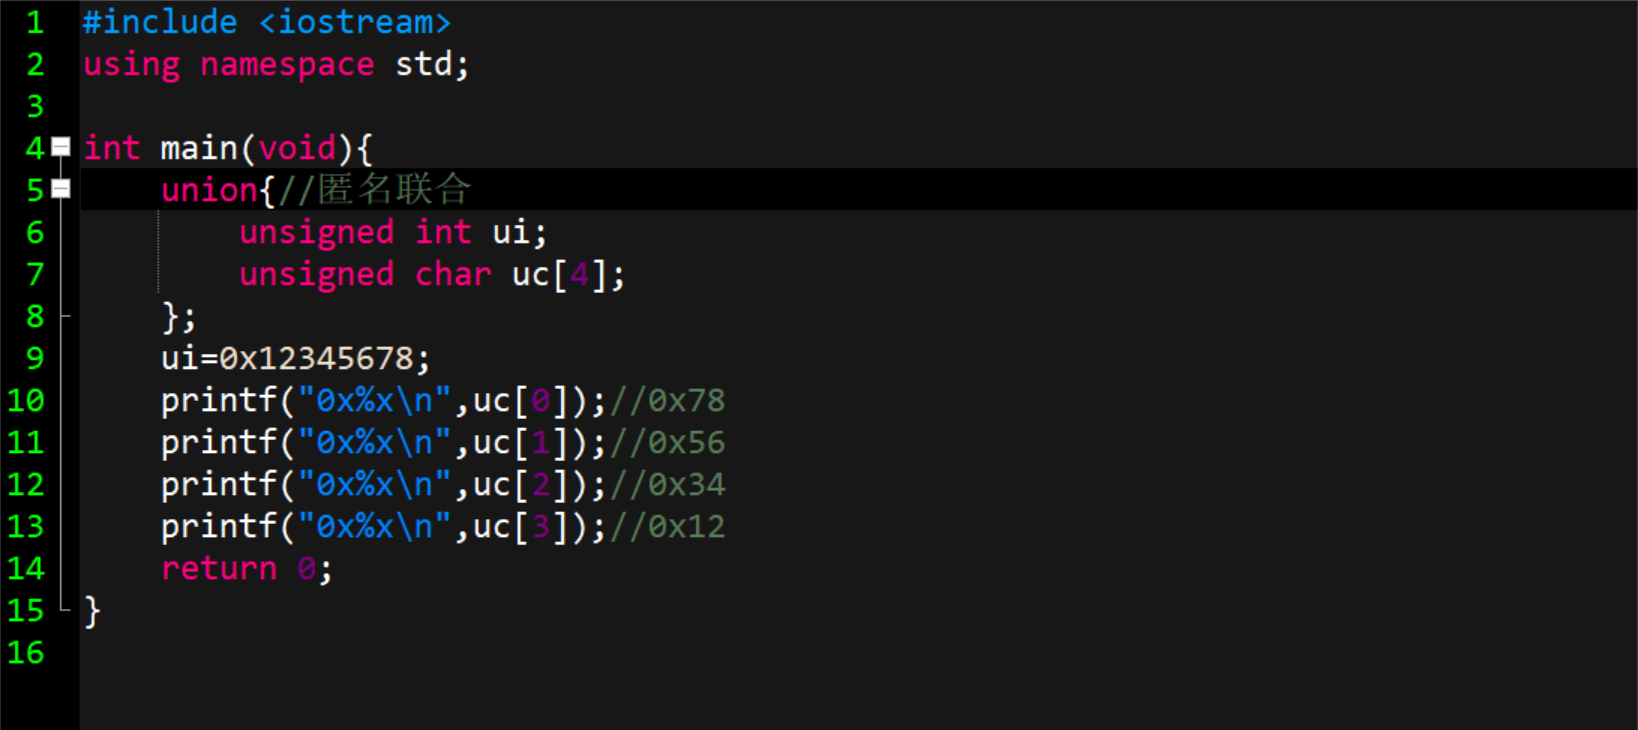 1 #include <iostream>
2 using namespace std;
3
4 int main(void){
5     union{//匿名联合
6         unsigned int ui;
7         unsigned char uc[4];
8     };
9     ui=0x12345678;
10     printf("0x%x\n",uc[0]);//0x78
11     printf("0x%x\n",uc[1]);//0x56
12     printf("0x%x\n",uc[2]);//0x34
13     printf("0x%x\n",uc[3]);//0x12
14     return 0;
15 }
16